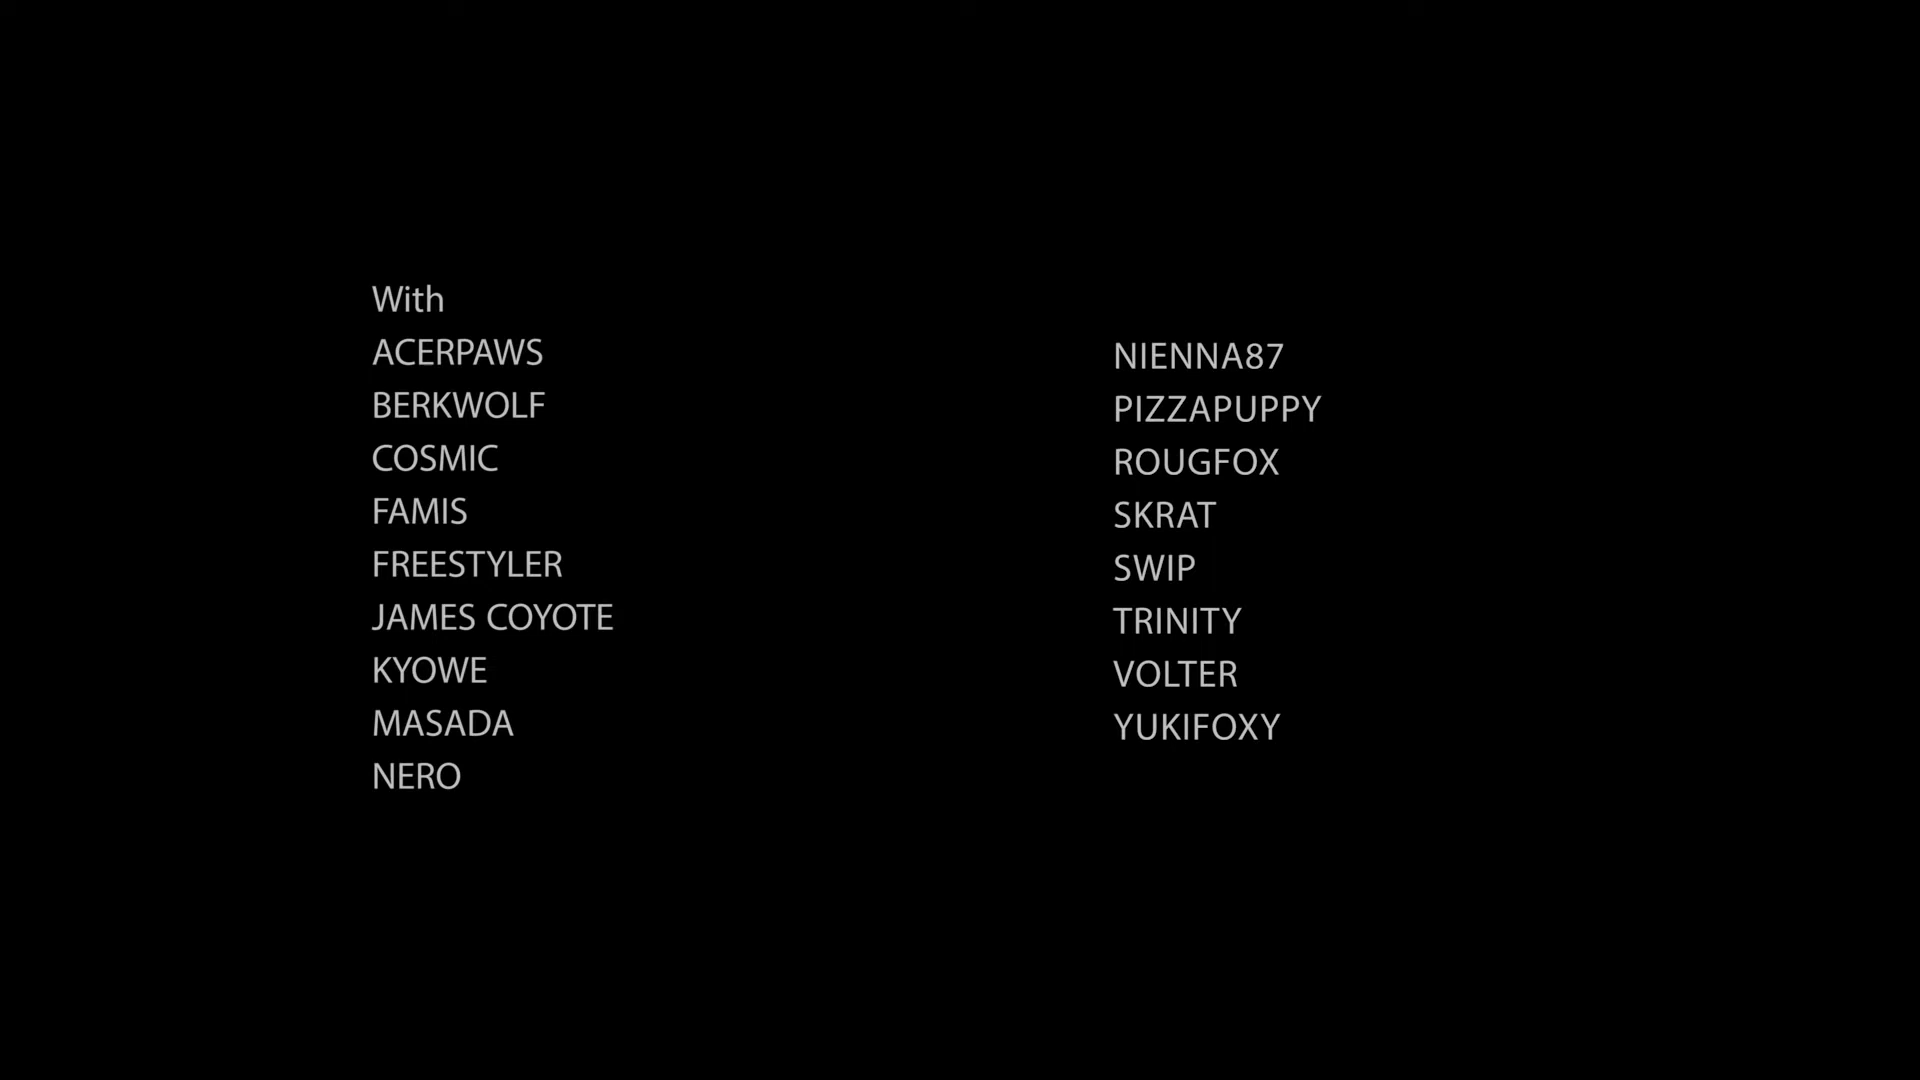 With
ACERPAWS
BERKWOLF
COSMIC
FAMIS
FREESTYLER
JAMES COYOTE
KYOWE
MASADA
NERO
NIENNA87
PIZZAPUPPY
ROUGFOX
SKRAT
SWIP
TRINITY
VOLTER
YUKIFOXY